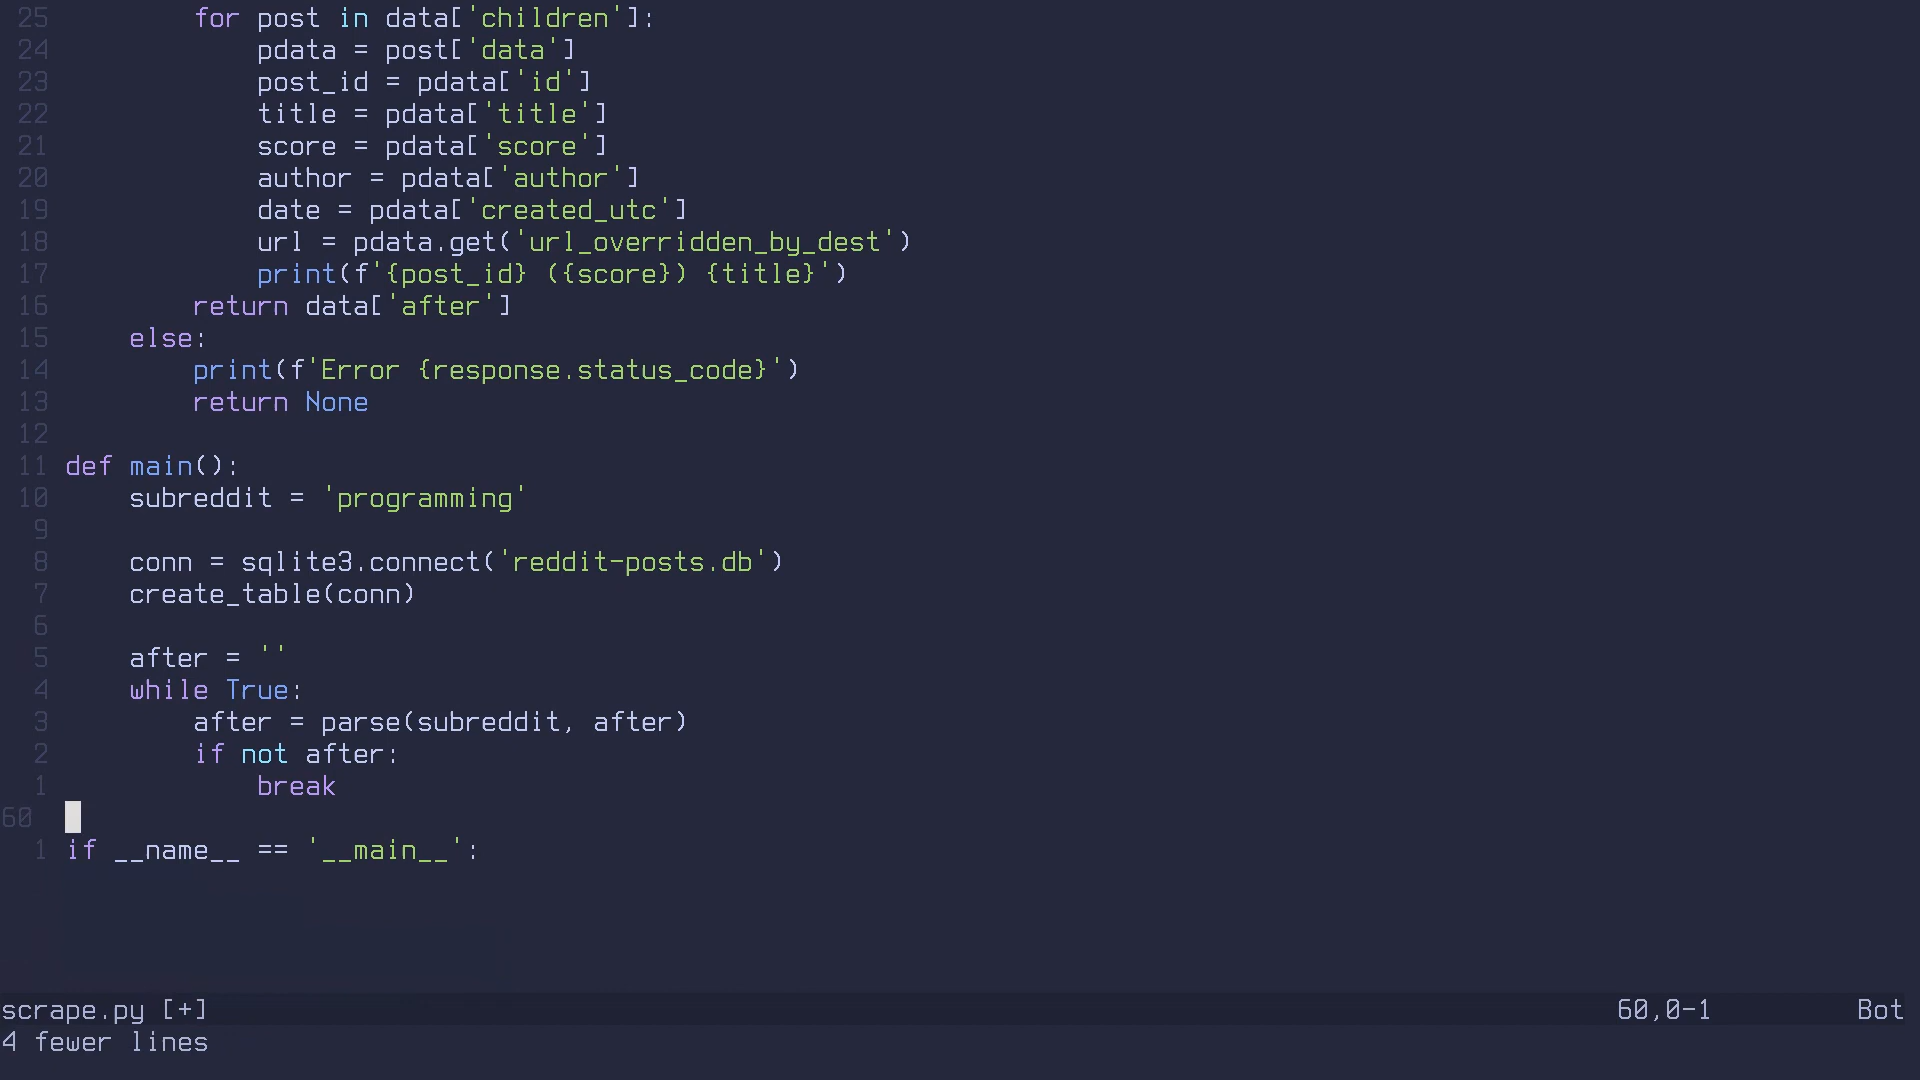 25         for post in data['children']:
24             pdata = post['data']
23             post_id = pdata['id']
22             title = pdata['title']
21             score = pdata['score']
20             author = pdata['author']
19             date = pdata['created_utc']
18             url = pdata.get('url_overridden_by_dest')
17             print(f'{post_id} ({score}) {title}')
16         return data['after']
15     else:
14         print(f'Error {response.status_code}')
13         return None
12
11 def main():
10     subreddit = 'programming'
9
8     conn = sqlite3.connect('reddit-posts.db')
7     create_table(conn)
6
5     after = ''
4     while True:
3         after = parse(subreddit, after)
2         if not after:
1             break
60
1 if __name__ == '__main__':
scrape.py [+] 60,0-1 Bot
4 fewer lines